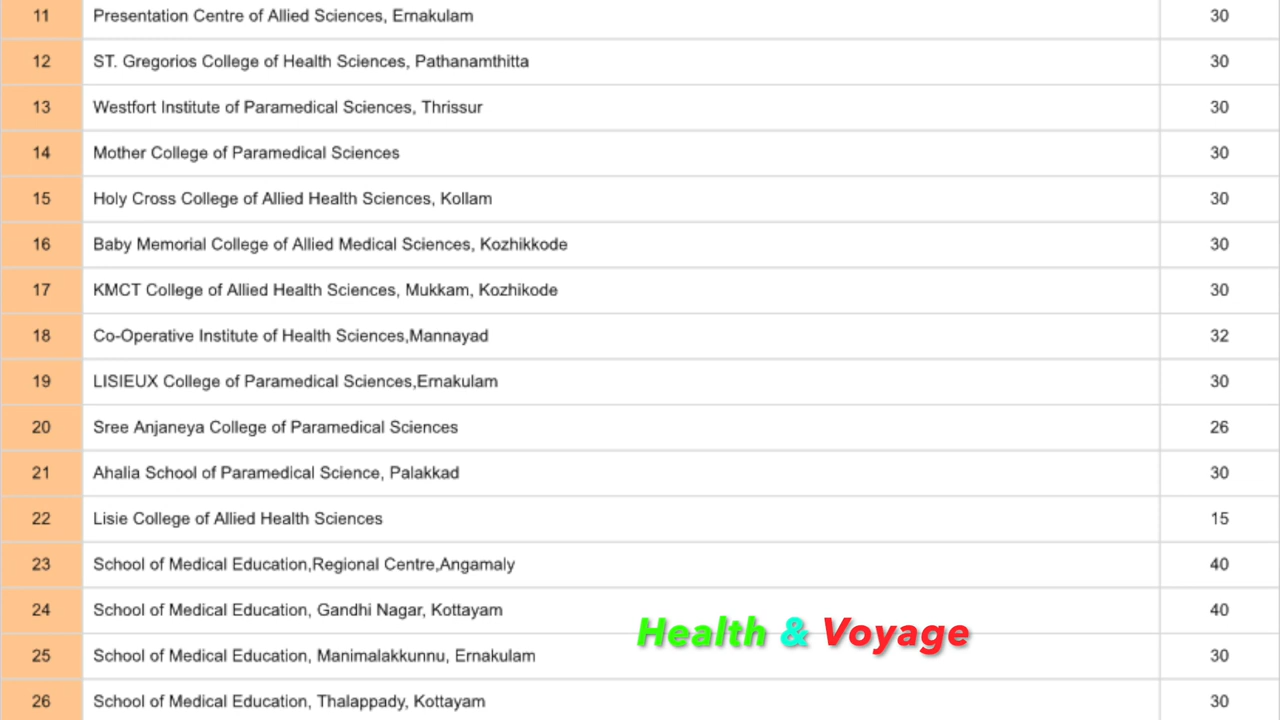 11 Presentation Centre of Allied Sciences, Ernakulam 30
12 ST. Gregorios College of Health Sciences, Pathanamthitta 30
13 Westfort Institute of Paramedical Sciences, Thrissur 30
14 Mother College of Paramedical Sciences 30
15 Holy Cross College of Allied Health Sciences, Kollam 30
16 Baby Memorial College of Allied Medical Sciences, Kozhikkode 30
17 KMCT College of Allied Health Sciences, Mukkam, Kozhikode 30
18 Co-Operative Institute of Health Sciences,Mannayad 32
19 LISIEUX College of Paramedical Sciences,Ernakulam 30
20 Sree Anjaneya College of Paramedical Sciences 26
21 Ahalia School of Paramedical Science, Palakkad 30
22 Lisie College of Allied Health Sciences 15
23 School of Medical Education,Regional Centre,Angamaly 40
24 School of Medical Education, Gandhi Nagar, Kottayam 40
Health & Voyage
25 School of Medical Education, Manimalakkunnu, Ernakulam 30
26 School of Medical Education, Thalappady, Kottayam 30